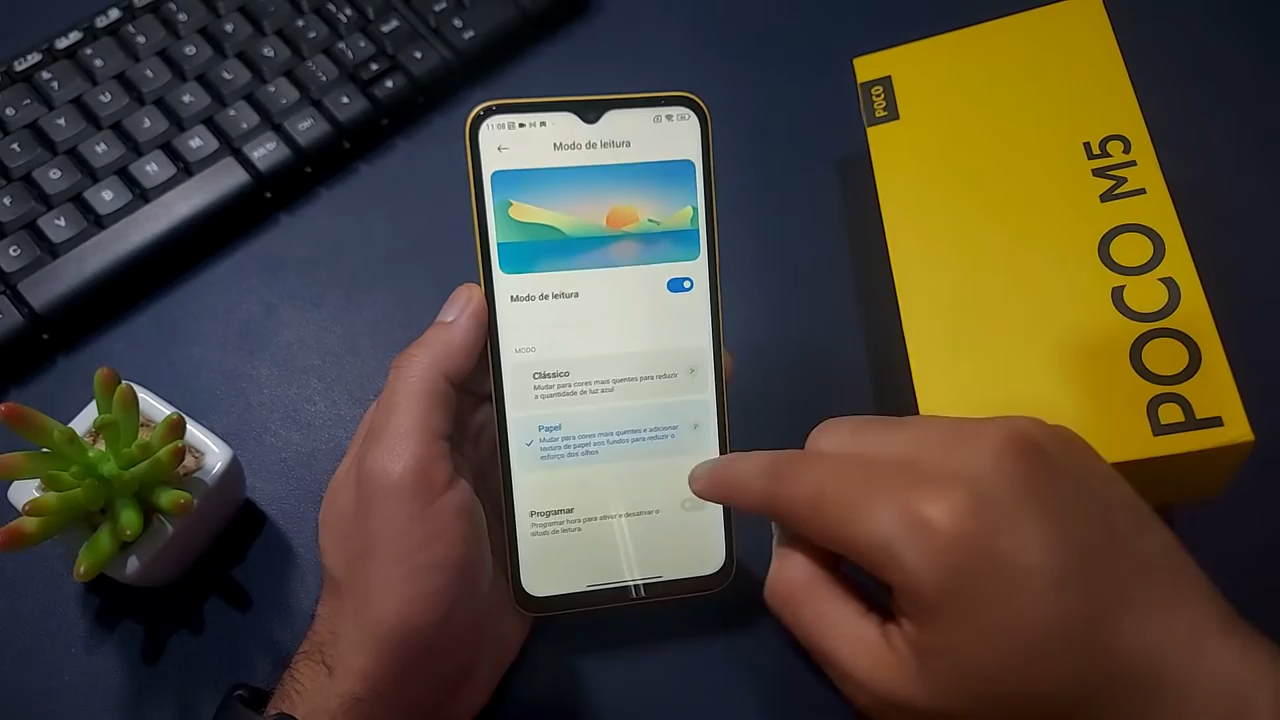 11:08
Modo de leitura
Modo de leitura
MODO
Clássico
Mudar para cores mais quentes para reduzir
a quantidade de luz azul
Papel
Mudar para cores mais quentes e adicionar
textura de papel aos fundos para reduzir o
esforço dos olhos
Programar
Programar hora para ativar e desativar o
modo de leitura
POCO
POCO M5
T
Y
U
J
H
G
M
N
B
F
V
C
Ctrl